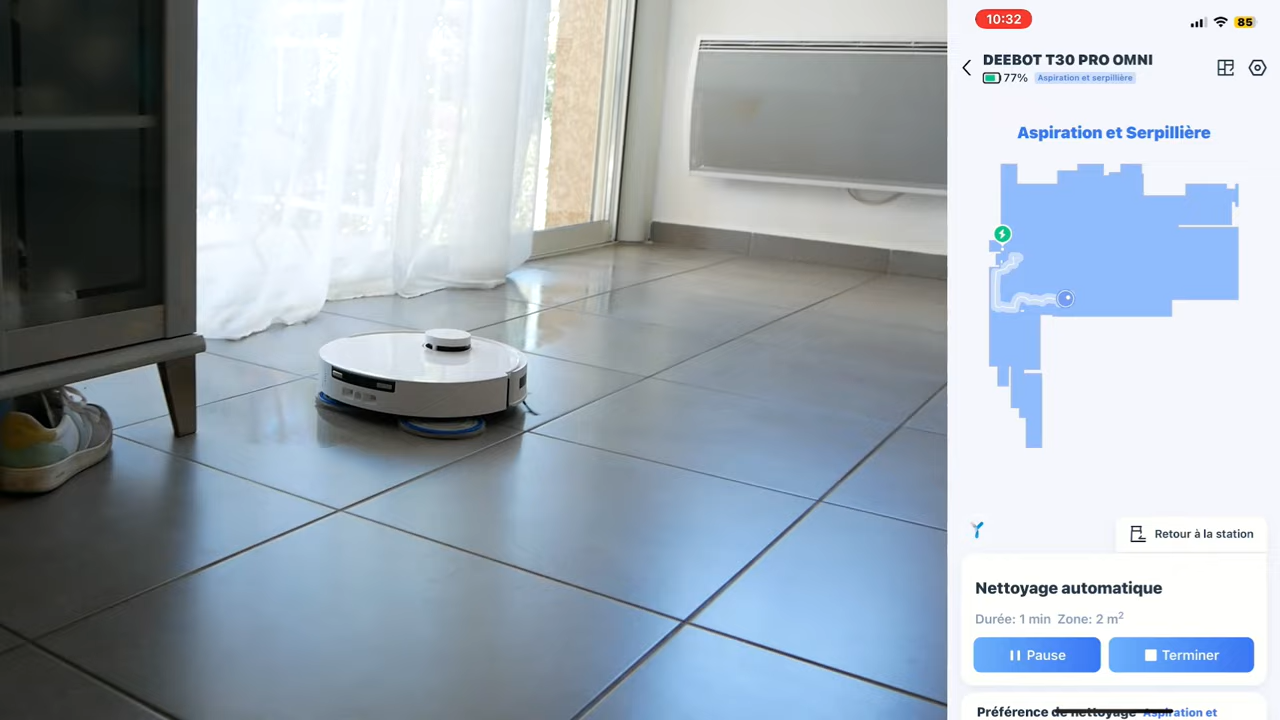 10:32
85
DEEBOT T30 PRO OMNI
77% Aspiration et serpillière
Aspiration et Serpillière
Retour à la station
Nettoyage automatique
Durée: 1 min Zone: 2 m²
Pause
Terminer
Préférence de nettoyage Aspiration et